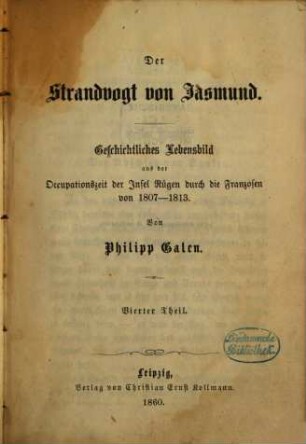 Der
Strandvogt von Jasmund.
Geschichtliches Lebensbild
aus der
Occupationszeit der Insel Rügen durch die Franzosen
von 1807—1813.
Von
Philipp Galen.
Vierter Theil.
Bibliothek
Leipzig,
Verlag von Christian Ernst Kollmann.
1860.